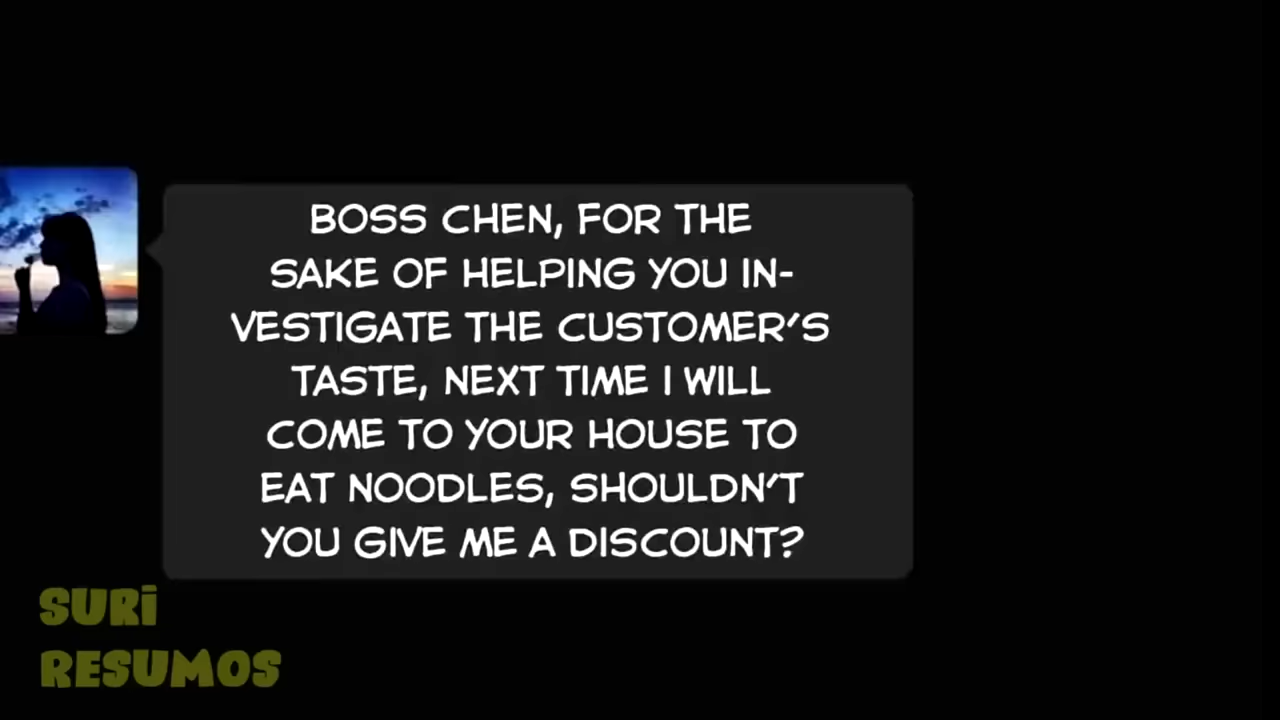 BOSS CHEN, FOR THE
SAKE OF HELPING YOU IN-
VESTIGATE THE CUSTOMER'S
TASTE, NEXT TIME I WILL
COME TO YOUR HOUSE TO
EAT NOODLES, SHOULDN'T
YOU GIVE ME A DISCOUNT?
SURi
RESUMOS